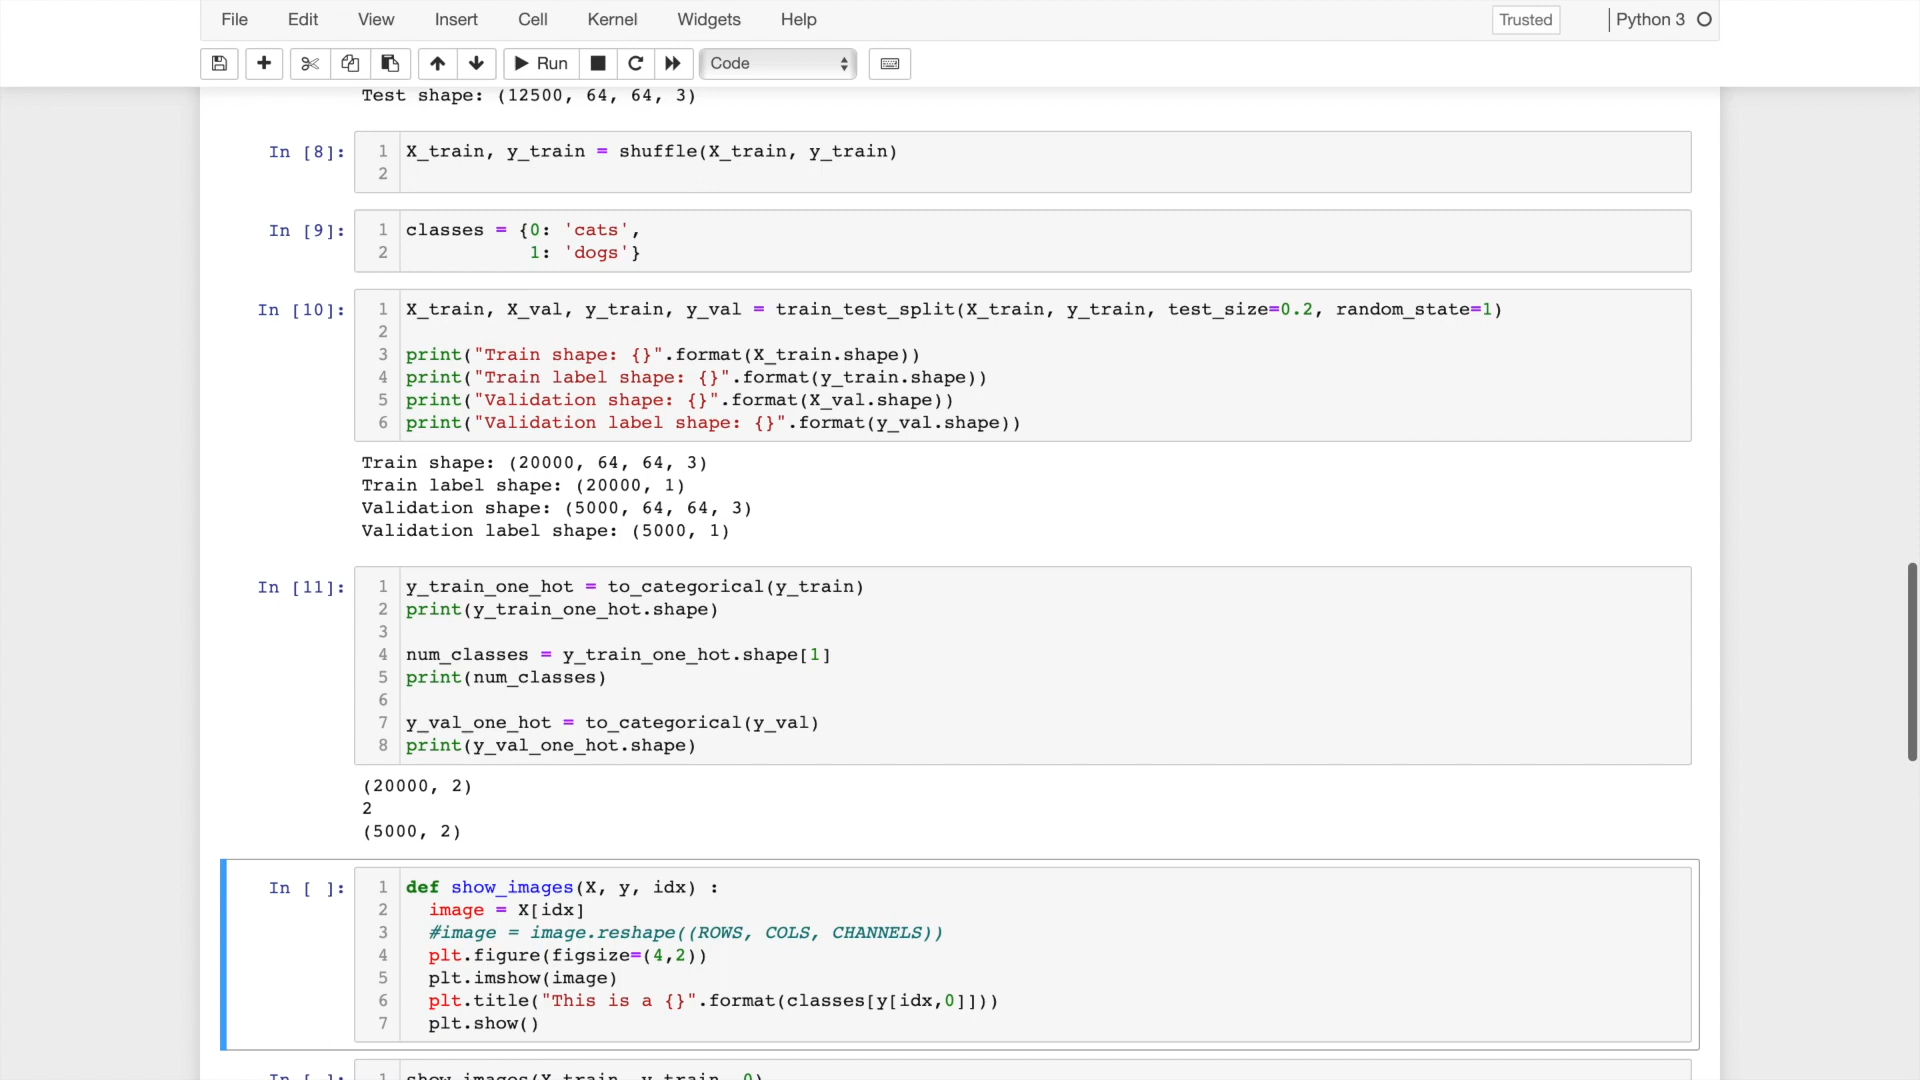 File Edit View Insert Cell Kernel Widgets Help Trusted Python 3
Run Code
Test shape: (12500, 64, 64, 3)
In [8]: 1 X_train, y_train = shuffle(X_train, y_train)
2
In [9]: 1 classes = {0: 'cats',
2 1: 'dogs'}
In [10]: 1 X_train, X_val, y_train, y_val = train_test_split(X_train, y_train, test_size=0.2, random_state=1)
2
3 print("Train shape: {}".format(X_train.shape))
4 print("Train label shape: {}".format(y_train.shape))
5 print("Validation shape: {}".format(X_val.shape))
6 print("Validation label shape: {}".format(y_val.shape))
Train shape: (20000, 64, 64, 3)
Train label shape: (20000, 1)
Validation shape: (5000, 64, 64, 3)
Validation label shape: (5000, 1)
In [11]: 1 y_train_one_hot = to_categorical(y_train)
2 print(y_train_one_hot.shape)
3
4 num_classes = y_train_one_hot.shape[1]
5 print(num_classes)
6
7 y_val_one_hot = to_categorical(y_val)
8 print(y_val_one_hot.shape)
(20000, 2)
2
(5000, 2)
In [ ]: 1 def show_images(X, y, idx) :
2 image = X[idx]
3 #image = image.reshape((ROWS, COLS, CHANNELS))
4 plt.figure(figsize=(4,2))
5 plt.imshow(image)
6 plt.title("This is a {}".format(classes[y[idx,0]]))
7 plt.show()
In [ ]: 1 show_images(X_train, y_train, 0)